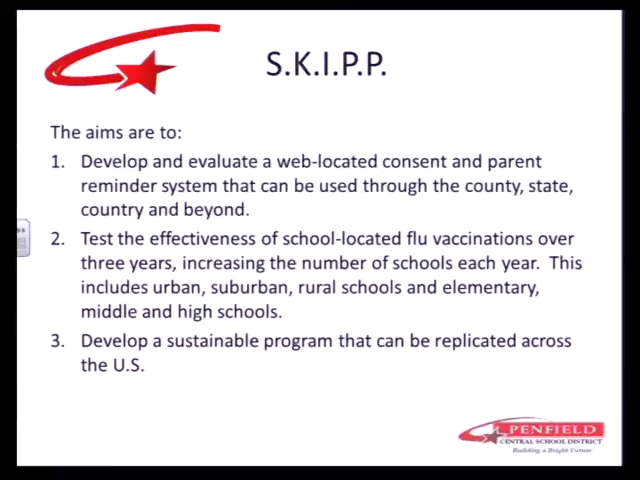 S.K.I.P.P.
The aims are to:
1. Develop and evaluate a web-located consent and parent
reminder system that can be used through the county, state,
country and beyond.
2. Test the effectiveness of school-located flu vaccinations over
three years, increasing the number of schools each year. This
includes urban, suburban, rural schools and elementary,
middle and high schools.
3. Develop a sustainable program that can be replicated across
the U.S.
PENFIELD
CENTRAL SCHOOL DISTRICT
Building a Bright Future